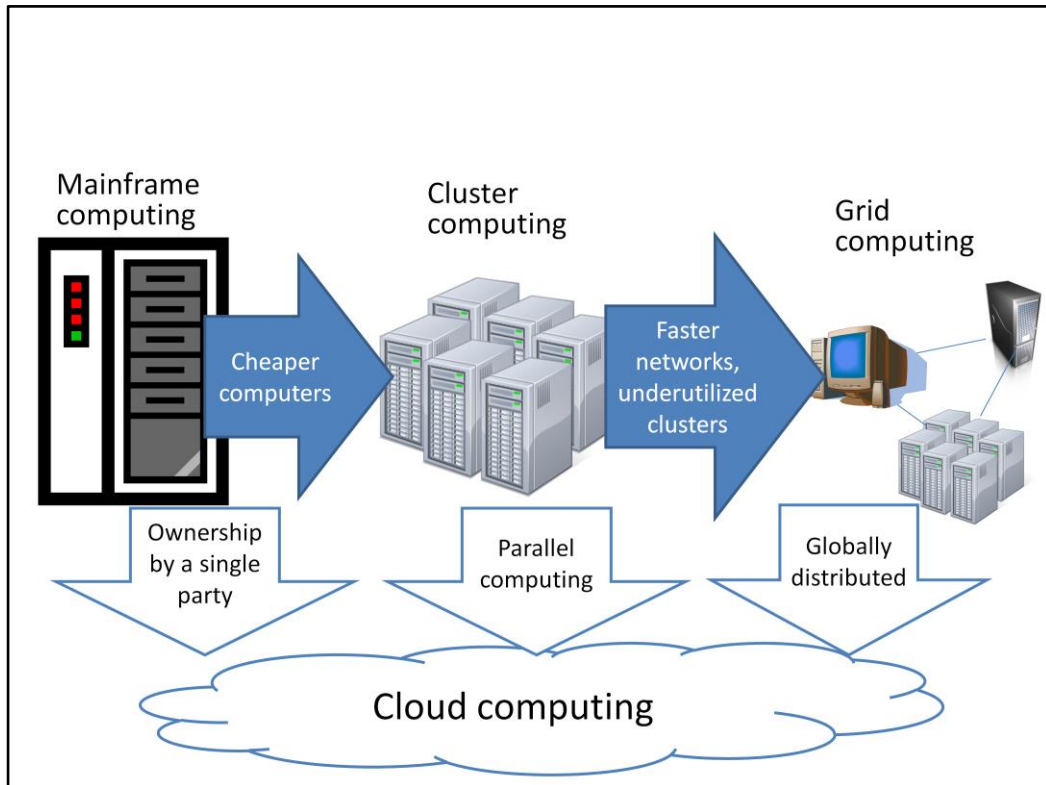 Mainframe
computing
Cluster
computing
Grid
computing
Cheaper
computers
Faster
networks,
underutilized
clusters
Ownership
by a single
party
Parallel
computing
Globally
distributed
Cloud computing